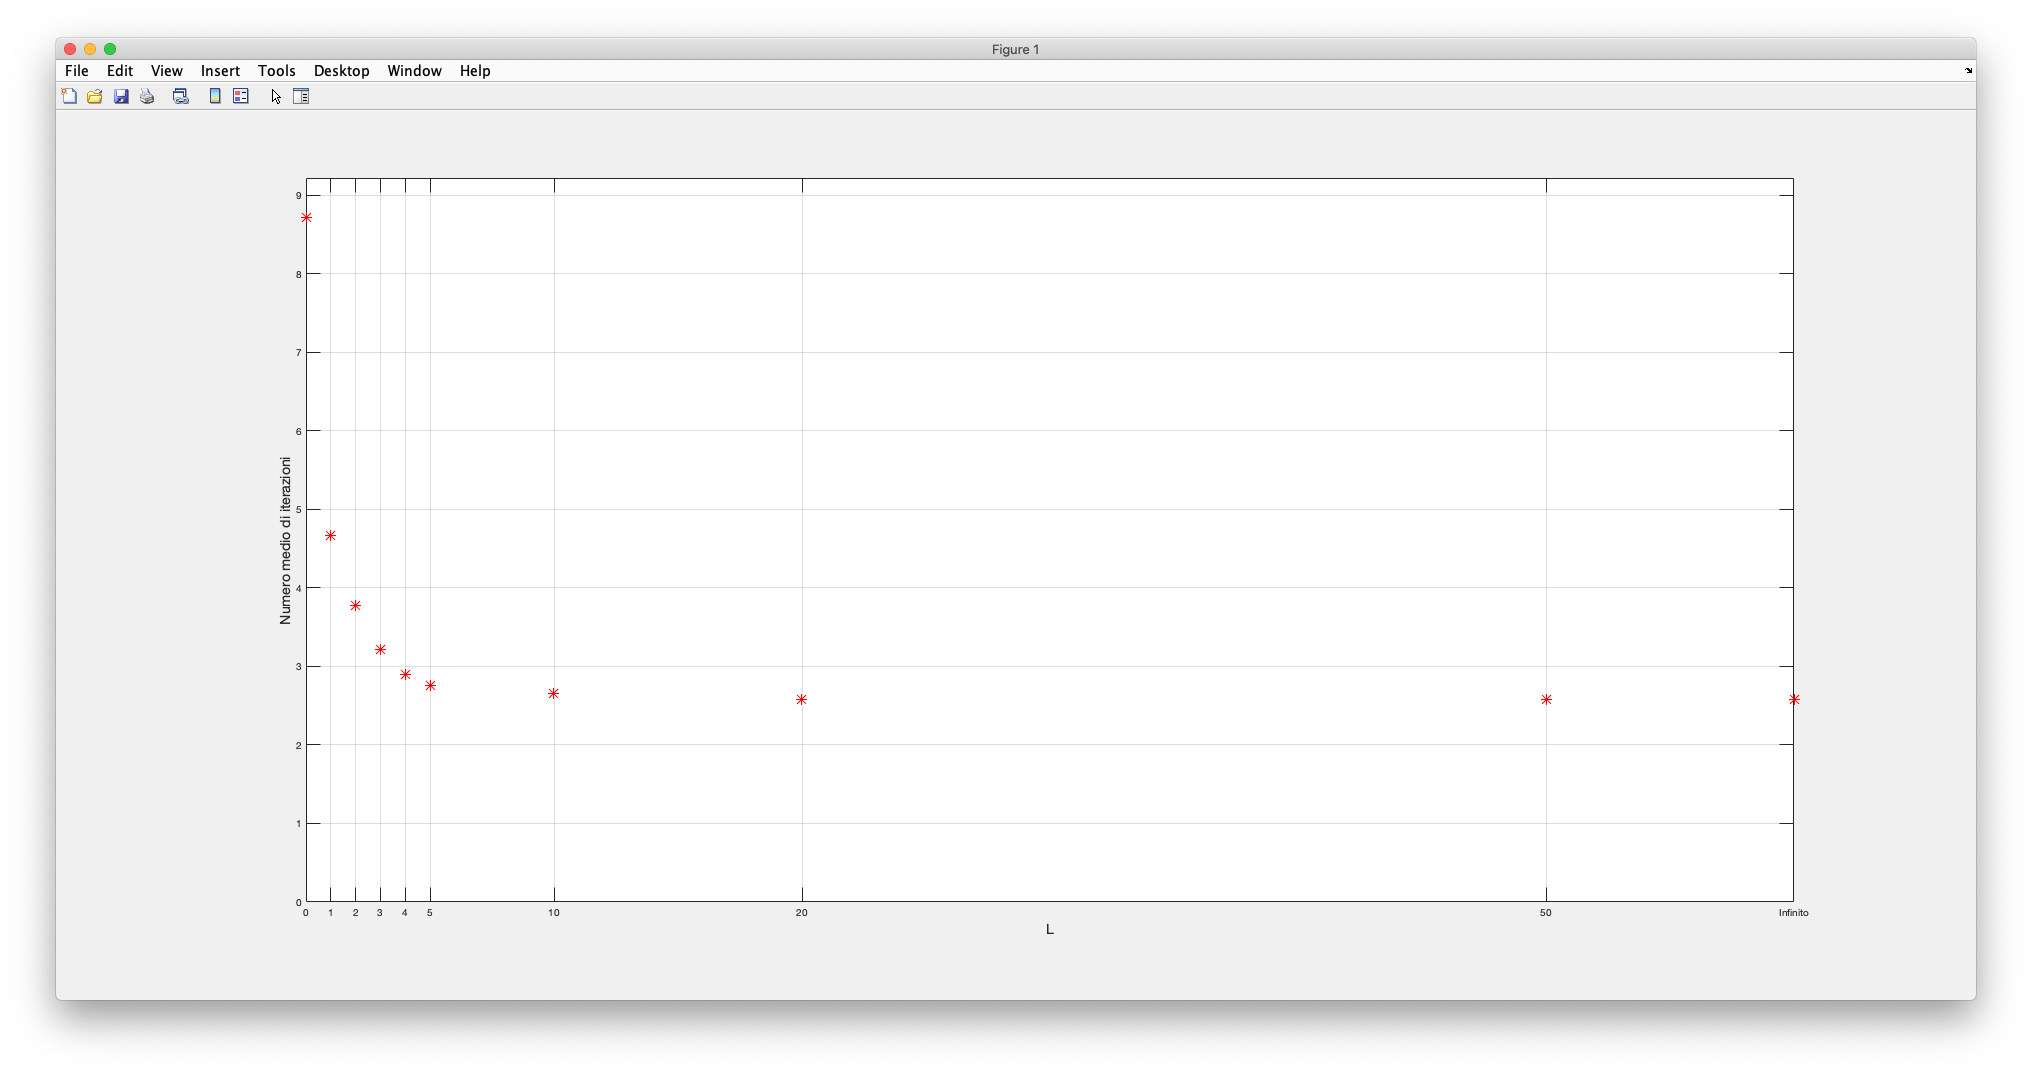 Figure 1
File Edit View Insert Tools Desktop Window Help
9
8
7
6
5
4
3
2
1
0
Numero medio di iterazioni
0 1 2 3 4 5 10 20 50 Infinito
L